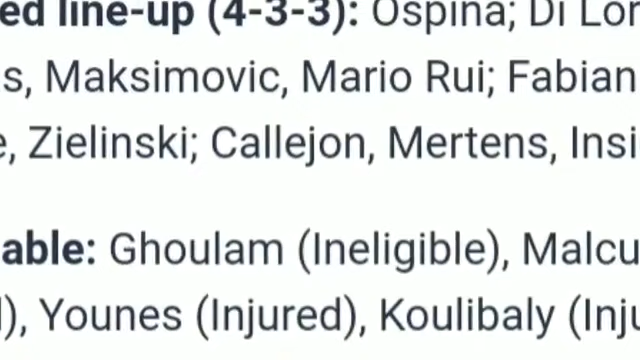 ed line-up (4-3-3): Ospina; Di Lor
s, Maksimovic, Mario Rui; Fabian
e, Zielinski; Callejon, Mertens, Insi
able: Ghoulam (Ineligible), Malcu
), Younes (Injured), Koulibaly (Inju